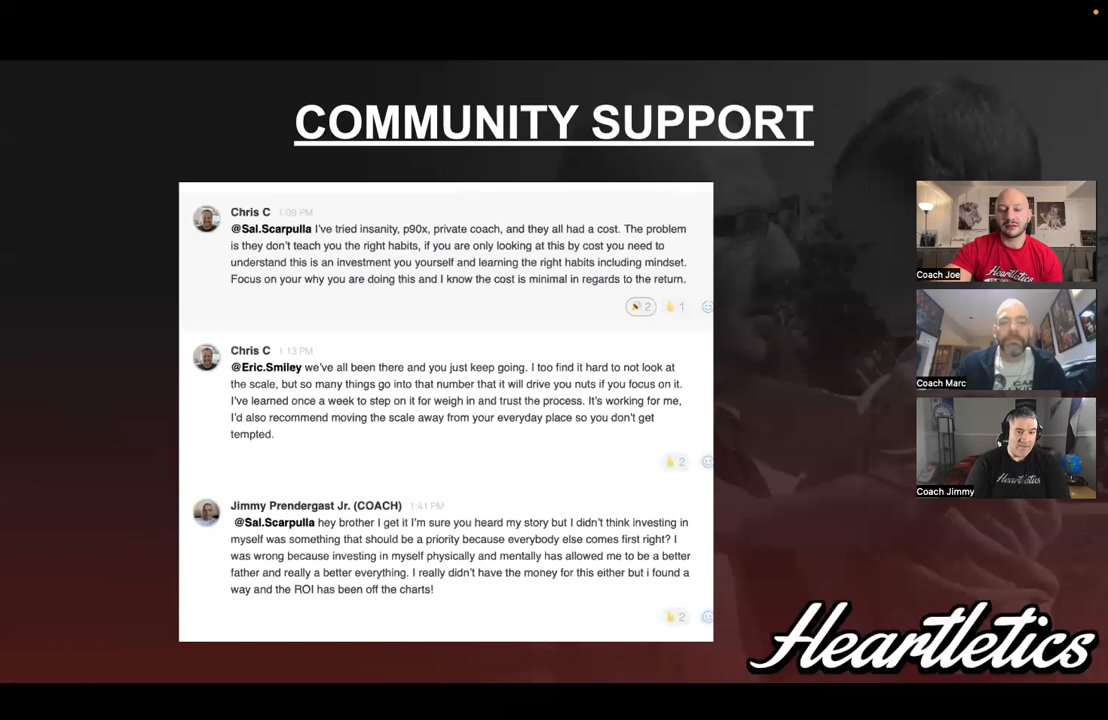 COMMUNITY SUPPORT
Chris C 1:09 PM
@Sal.Scarpulla I've tried insanity, p90x, private coach, and they all had a cost. The problem
is they don't teach you the right habits, if you are only looking at this by cost you need to
understand this is an investment you yourself and learning the right habits including mindset.
Focus on your why you are doing this and I know the cost is minimal in regards to the return.
2 1
Chris C 1:13 PM
@Eric.Smiley we've all been there and you just keep going. I too find it hard to not look at
the scale, but so many things go into that number that it will drive you nuts if you focus on it.
I've learned once a week to step on it for weigh in and trust the process. It's working for me,
I'd also recommend moving the scale away from your everyday place so you don't get
tempted.
2
Jimmy Prendergast Jr. (COACH) 1:41 PM
@Sal.Scarpulla hey brother I get it I'm sure you heard my story but I didn't think investing in
myself was something that should be a priority because everybody else comes first right? I
was wrong because investing in myself physically and mentally has allowed me to be a better
father and really a better everything. I really didn't have the money for this either but i found a
way and the ROI has been off the charts!
2
Heartletics
Coach Joe
Coach Marc
Heartletics
Coach Jimmy
Heartletics